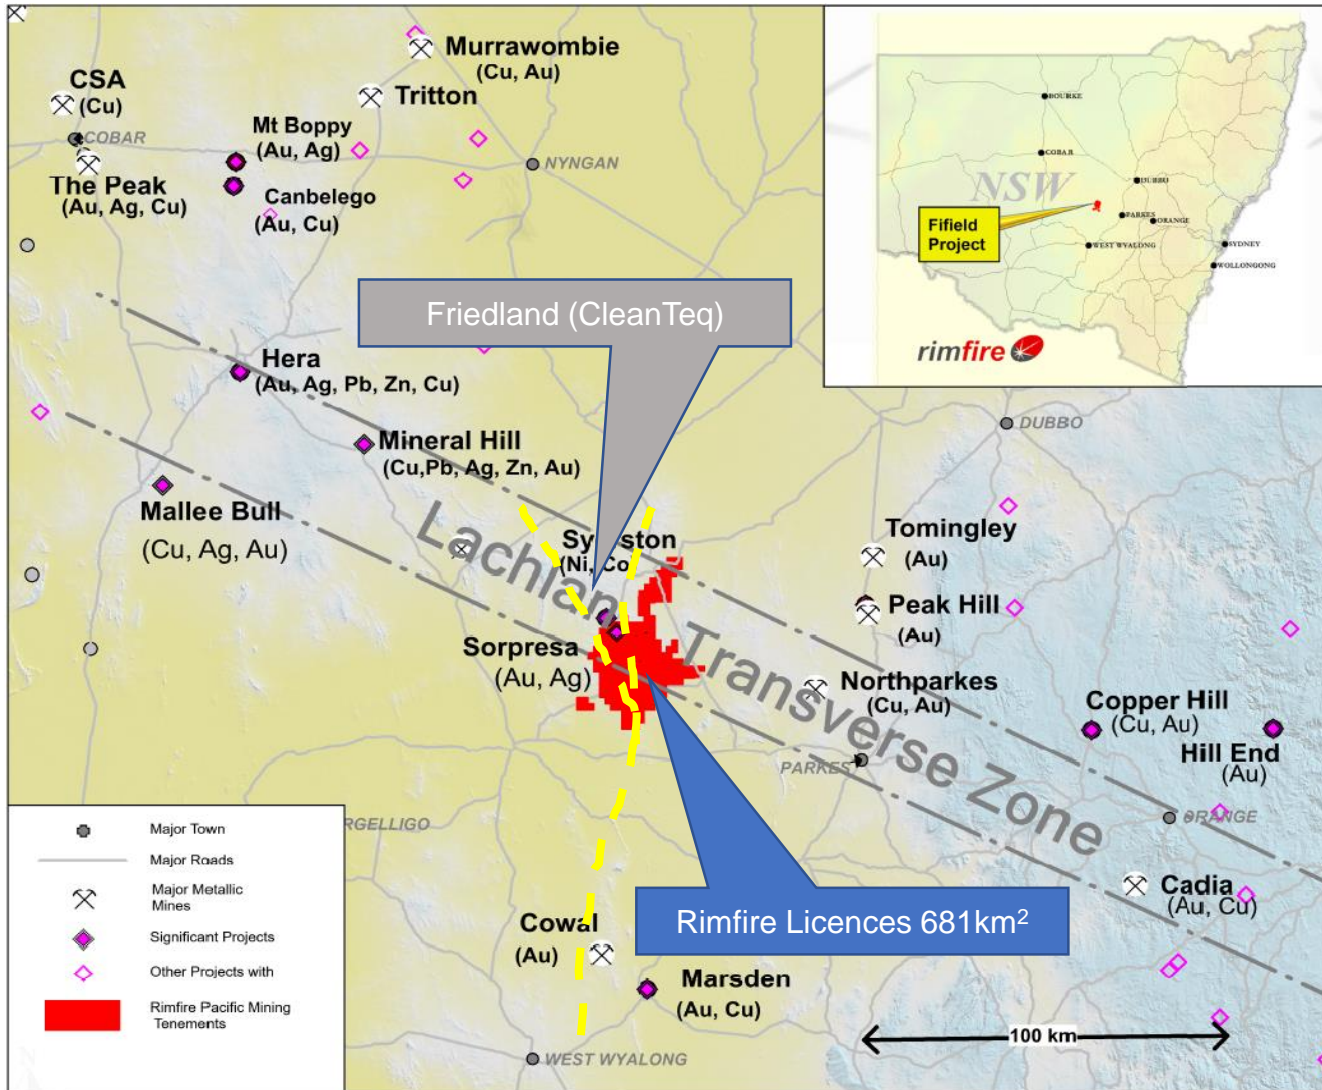 Murrawombie
(Cu, Au)
CSA
(Cu)
Tritton
COBAR
Mt Boppy
(Au, Ag)
NYNGAN
The Peak
(Au, Ag, Cu)
Canbelego
(Au, Cu)
BOURKE
COBAR
NSW
DUBBO
PARKES
ORANGE
Fifield
Project
WEST WYALONG
SYDNEY
WOLLONGONG
rimfire
Friedland (CleanTeq)
Hera
(Au, Ag, Pb, Zn, Cu)
DUBBO
Mineral Hill
(Cu,Pb, Ag, Zn, Au)
Mallee Bull
(Cu, Ag, Au)
Lachlan Transverse Zone
(Ni, Co
Tomingley
(Au)
Peak Hill
(Au)
Sorpresa
(Au, Ag)
Northparkes
(Cu, Au)
Copper Hill
(Cu, Au)
Hill End
(Au)
PARKES
ORANGE
RGELLIGO
Cadia
(Au, Cu)
Rimfire Licences 681km²
Cowal
(Au)
Marsden
(Au, Cu)
100 km
WEST WYALONG
Major Town
Major Roads
Major Metallic
Mines
Significant Projects
Other Projects with
Rimfire Pacific Mining
Tenements